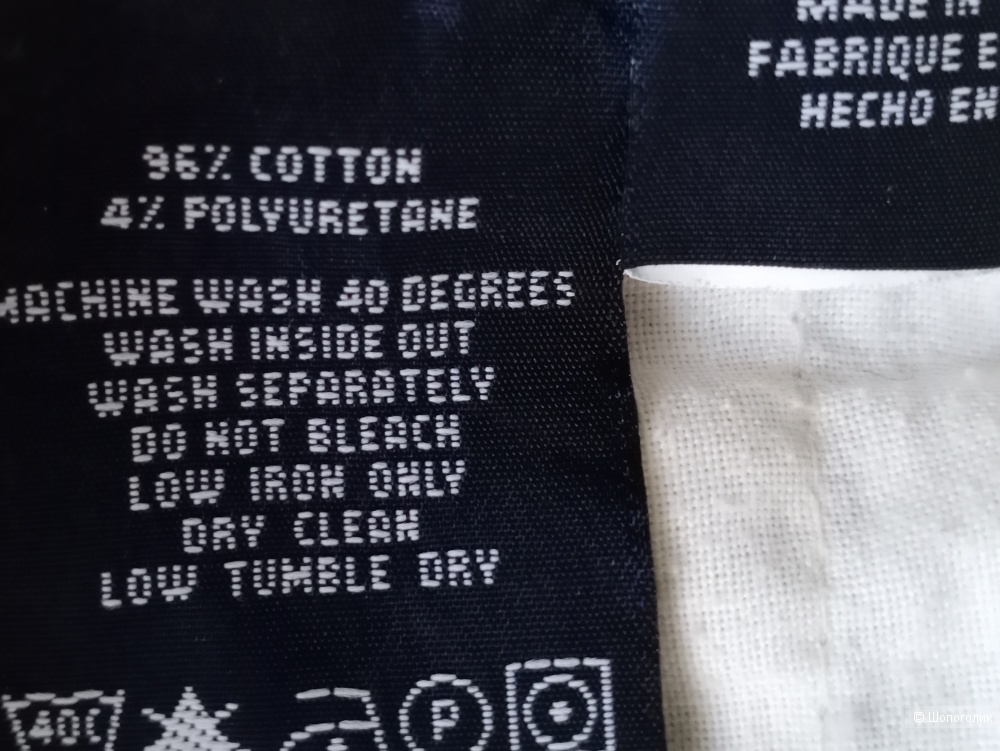 MADE IN
FABRIQUE E
HECHO EN
96% COTTON
4% POLYURETANE
MACHINE WASH 40 DEGREES
WASH INSIDE OUT
WASH SEPARATELY
DO NOT BLEACH
LOW IRON ONLY
DRY CLEAN
LOW TUMBLE DRY
40C
P
© Шопоголик